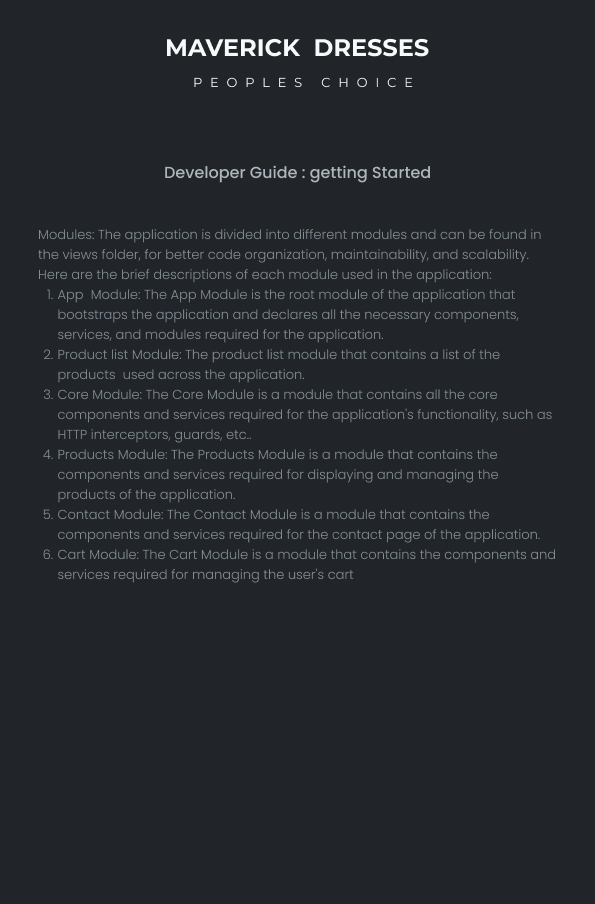 MAVERICK DRESSES
PEOPLES CHOICE
Developer Guide : getting Started
Modules: The application is divided into different modules and can be found in
the views folder, for better code organization, maintainability, and scalability.
Here are the brief descriptions of each module used in the application:
1. App Module: The App Module is the root module of the application that
bootstraps the application and declares all the necessary components,
services, and modules required for the application.
2. Product list Module: The product list module that contains a list of the
products used across the application.
3. Core Module: The Core Module is a module that contains all the core
components and services required for the application's functionality, such as
HTTP interceptors, guards, etc..
4. Products Module: The Products Module is a module that contains the
components and services required for displaying and managing the
products of the application.
5. Contact Module: The Contact Module is a module that contains the
components and services required for the contact page of the application.
6. Cart Module: The Cart Module is a module that contains the components and
services required for managing the user's cart